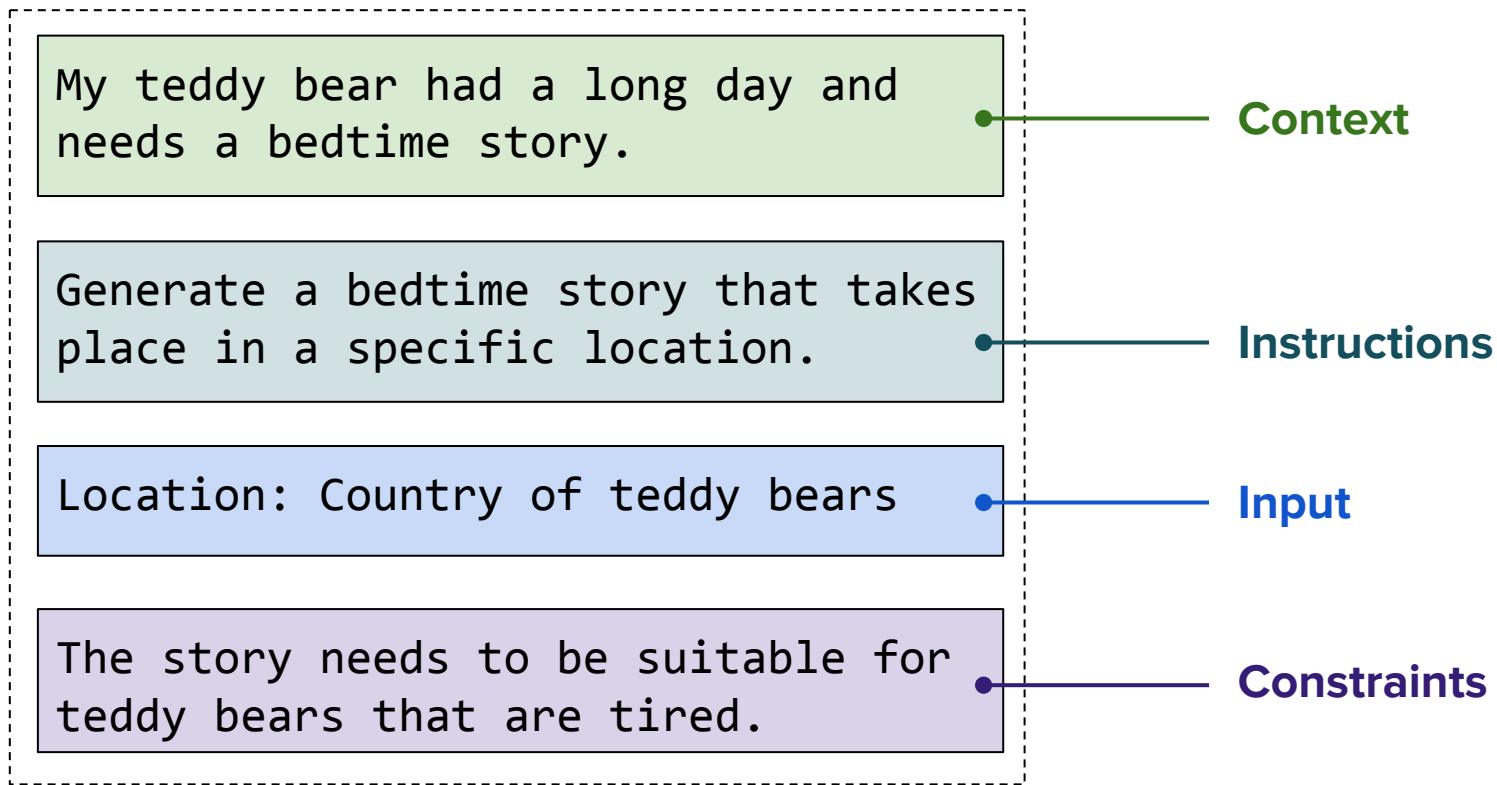 My teddy bear had a long day and
needs a bedtime story.
Context
Generate a bedtime story that takes
place in a specific location.
Instructions
Location: Country of teddy bears
Input
The story needs to be suitable for
teddy bears that are tired.
Constraints